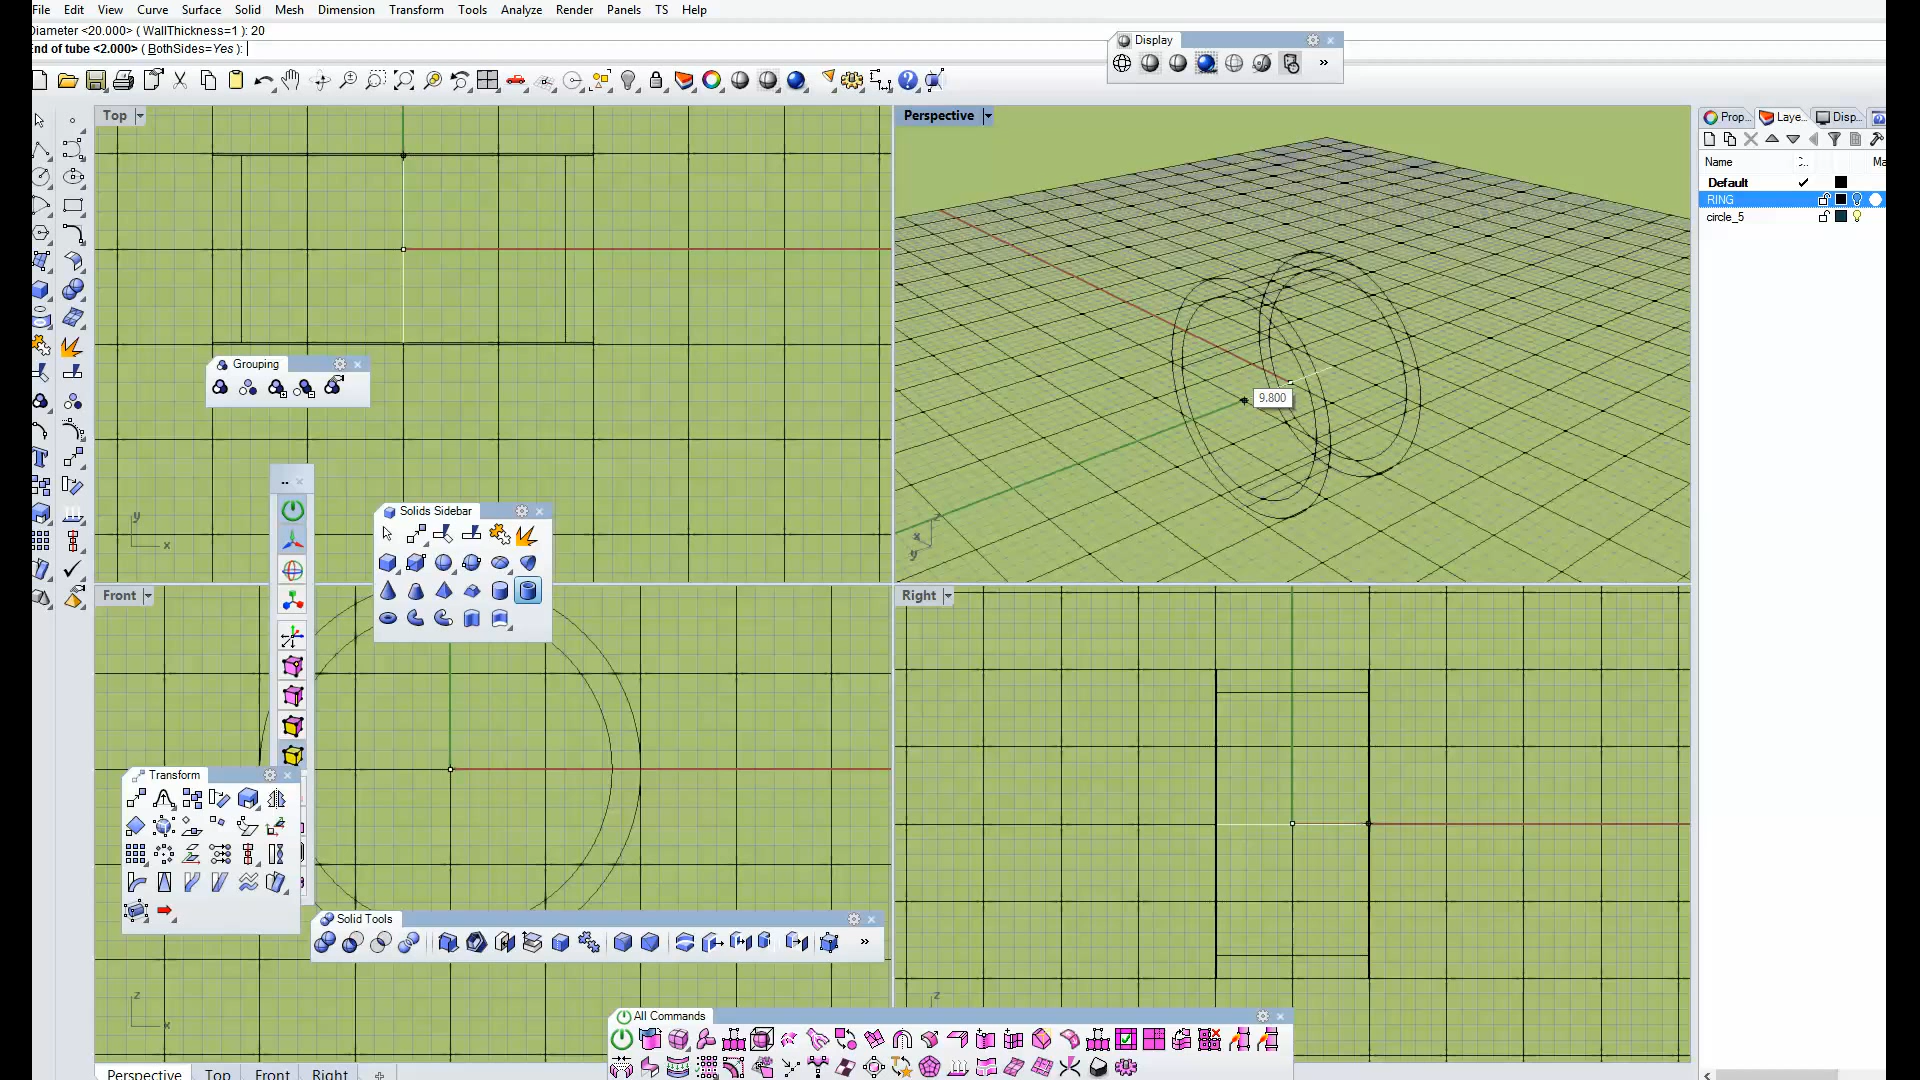 File Edit View Curve Surface Solid Mesh Dimension Transform Tools Analyze Render Panels TS Help
Diameter <20.000> ( WallThickness=1 ): 20
End of tube <2.000> ( BothSides=Yes ):
Display
»
Top
Perspective
Prop... Laye... Disp...
Name Ma
Default
RING
circle_5
Grouping
9.800
..
Solids Sidebar
y
x
z
x
y
Front
Right
Transform
Solid Tools
»
z
x
z
All Commands
Perspective Top Front Right